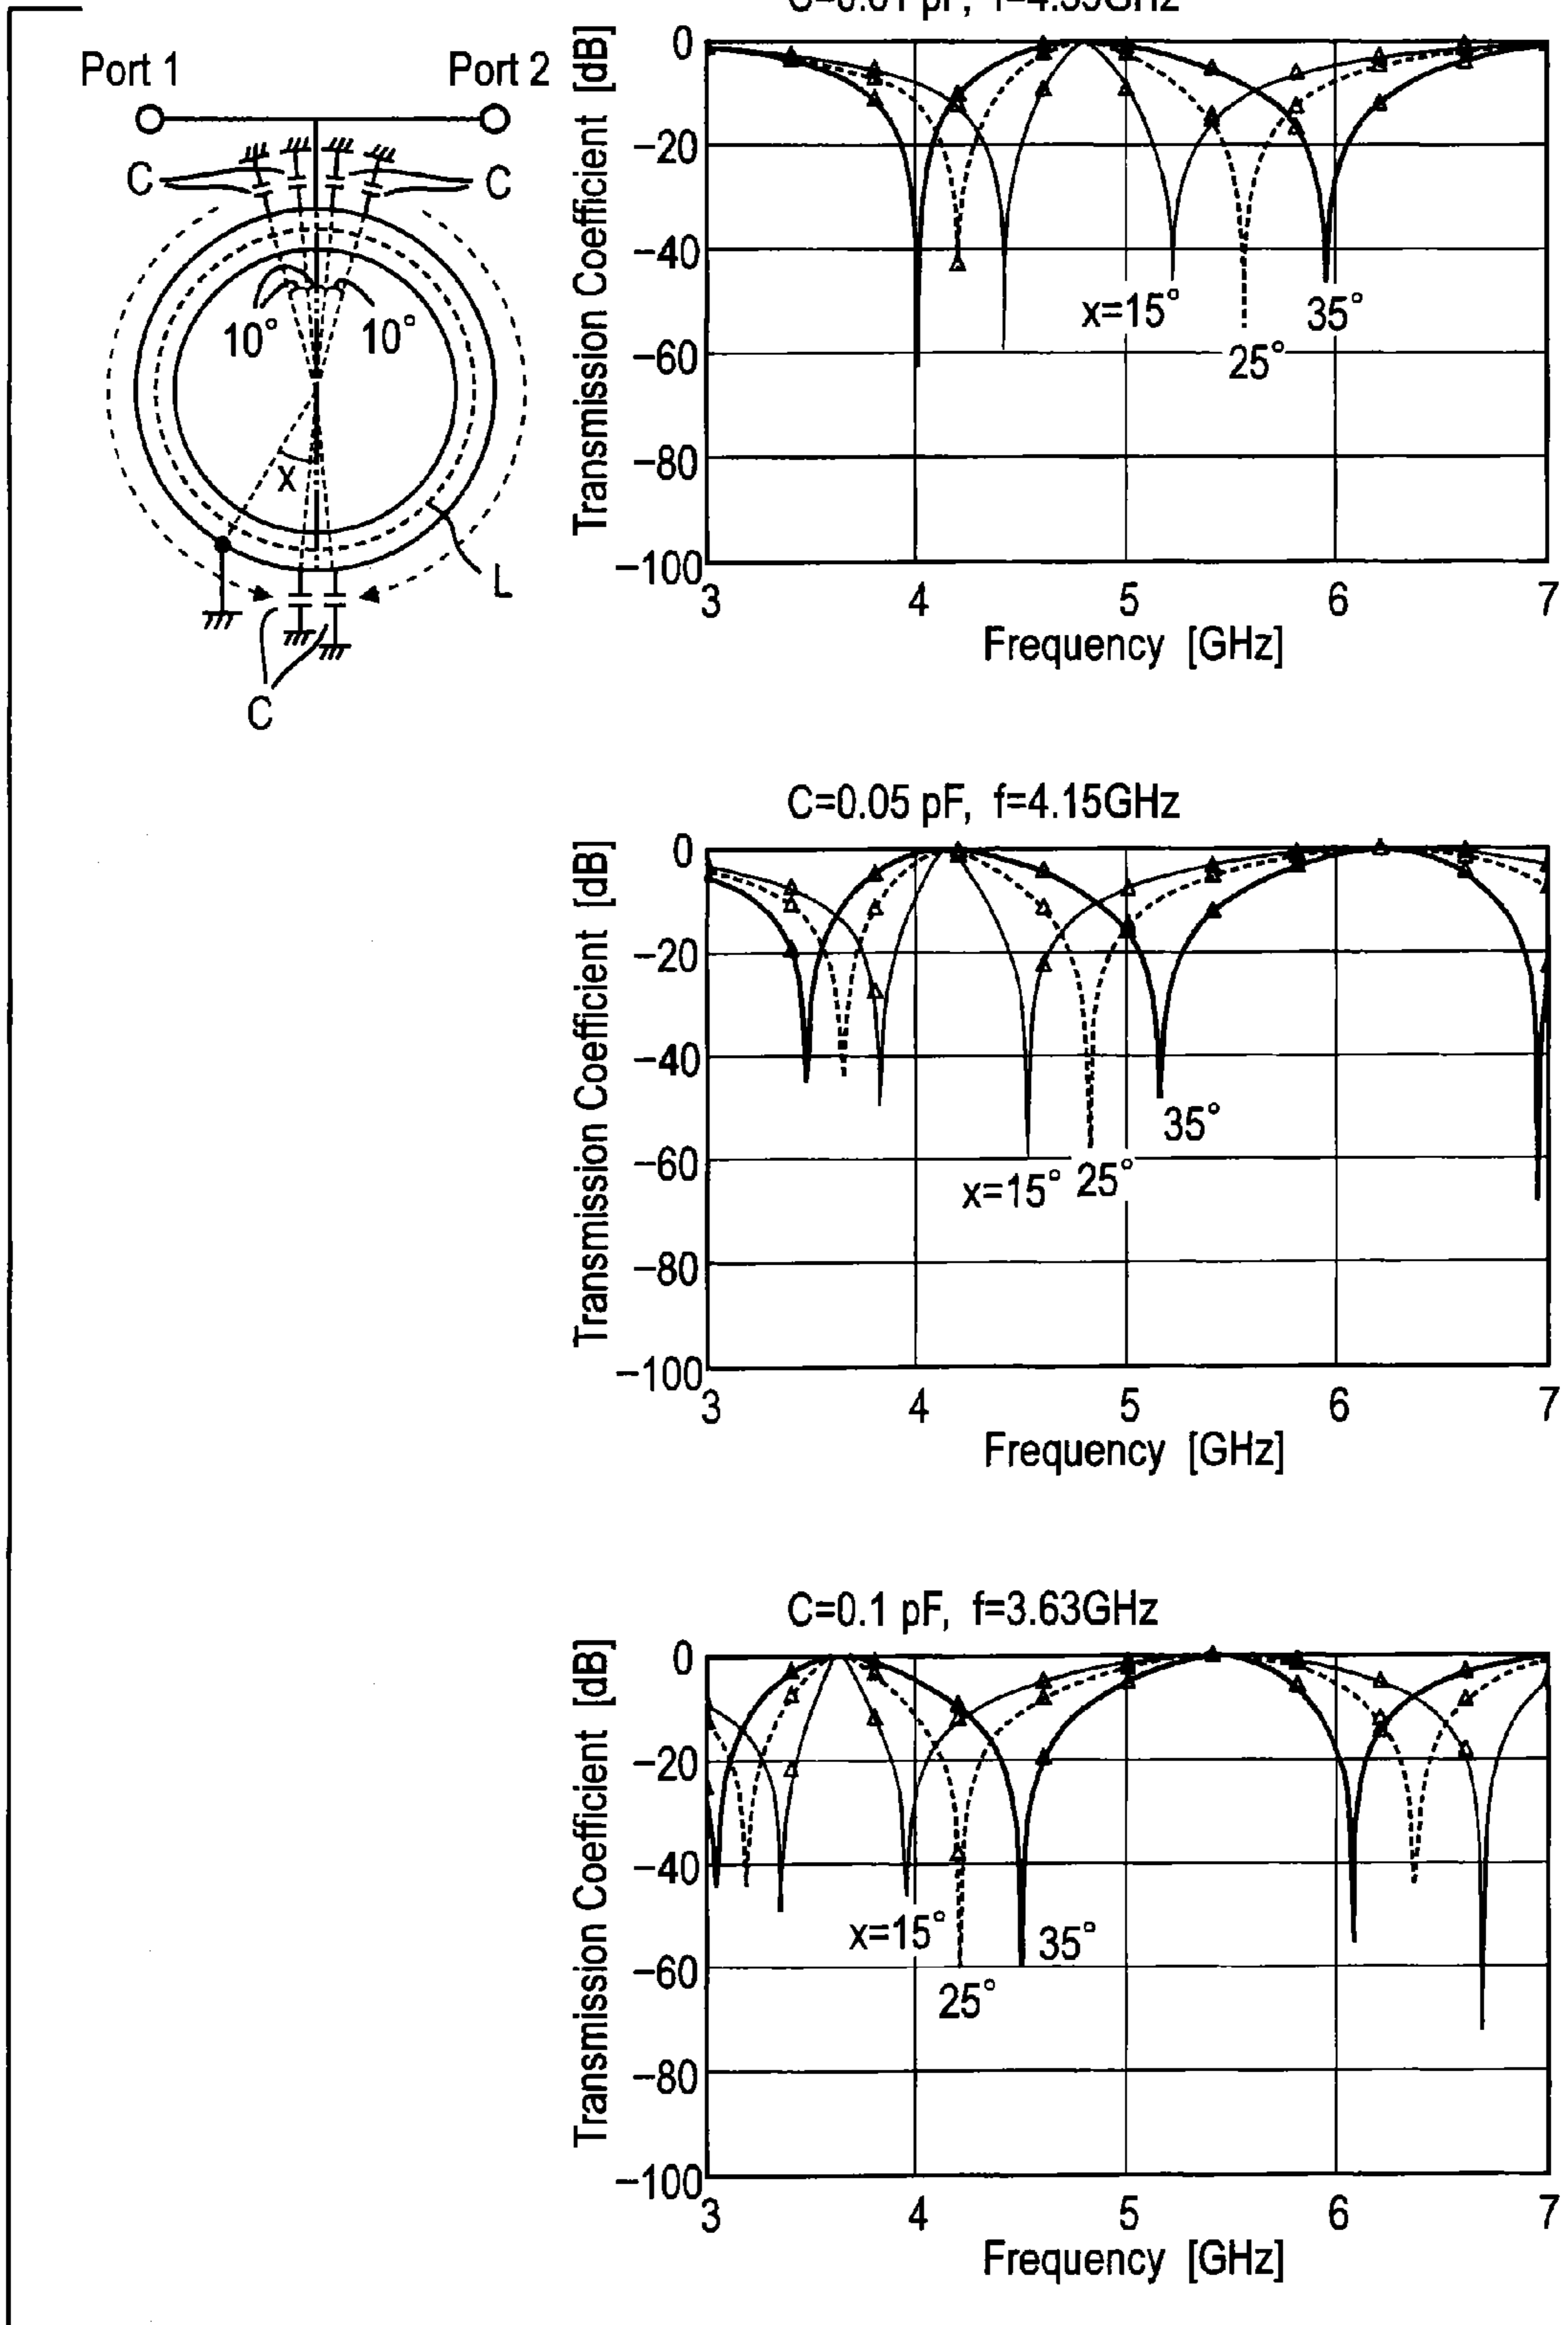 Port 1
Port 2
C
C
10°
10°
x
L
C
pF,
Transmission Coefficient [dB]
0
−20
−40
−60
−80
−100
x=15°
25°
35°
3
4
5
6
7
Frequency [GHz]
C=0.05 pF, f=4.15GHz
Transmission Coefficient [dB]
0
−20
−40
−60
−80
−100
x=15°
25°
35°
3
4
5
6
7
Frequency [GHz]
C=0.1 pF, f=3.63GHz
Transmission Coefficient [dB]
0
−20
−40
−60
−80
−100
x=15°
25°
35°
3
4
5
6
7
Frequency [GHz]